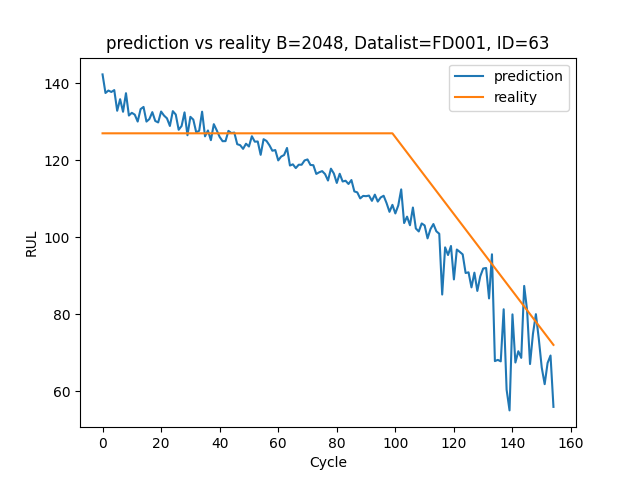 prediction vs reality B=2048, Datalist=FD001, ID=63
prediction
reality
RUL
140
120
100
80
60
0 20 40 60 80 100 120 140 160
Cycle